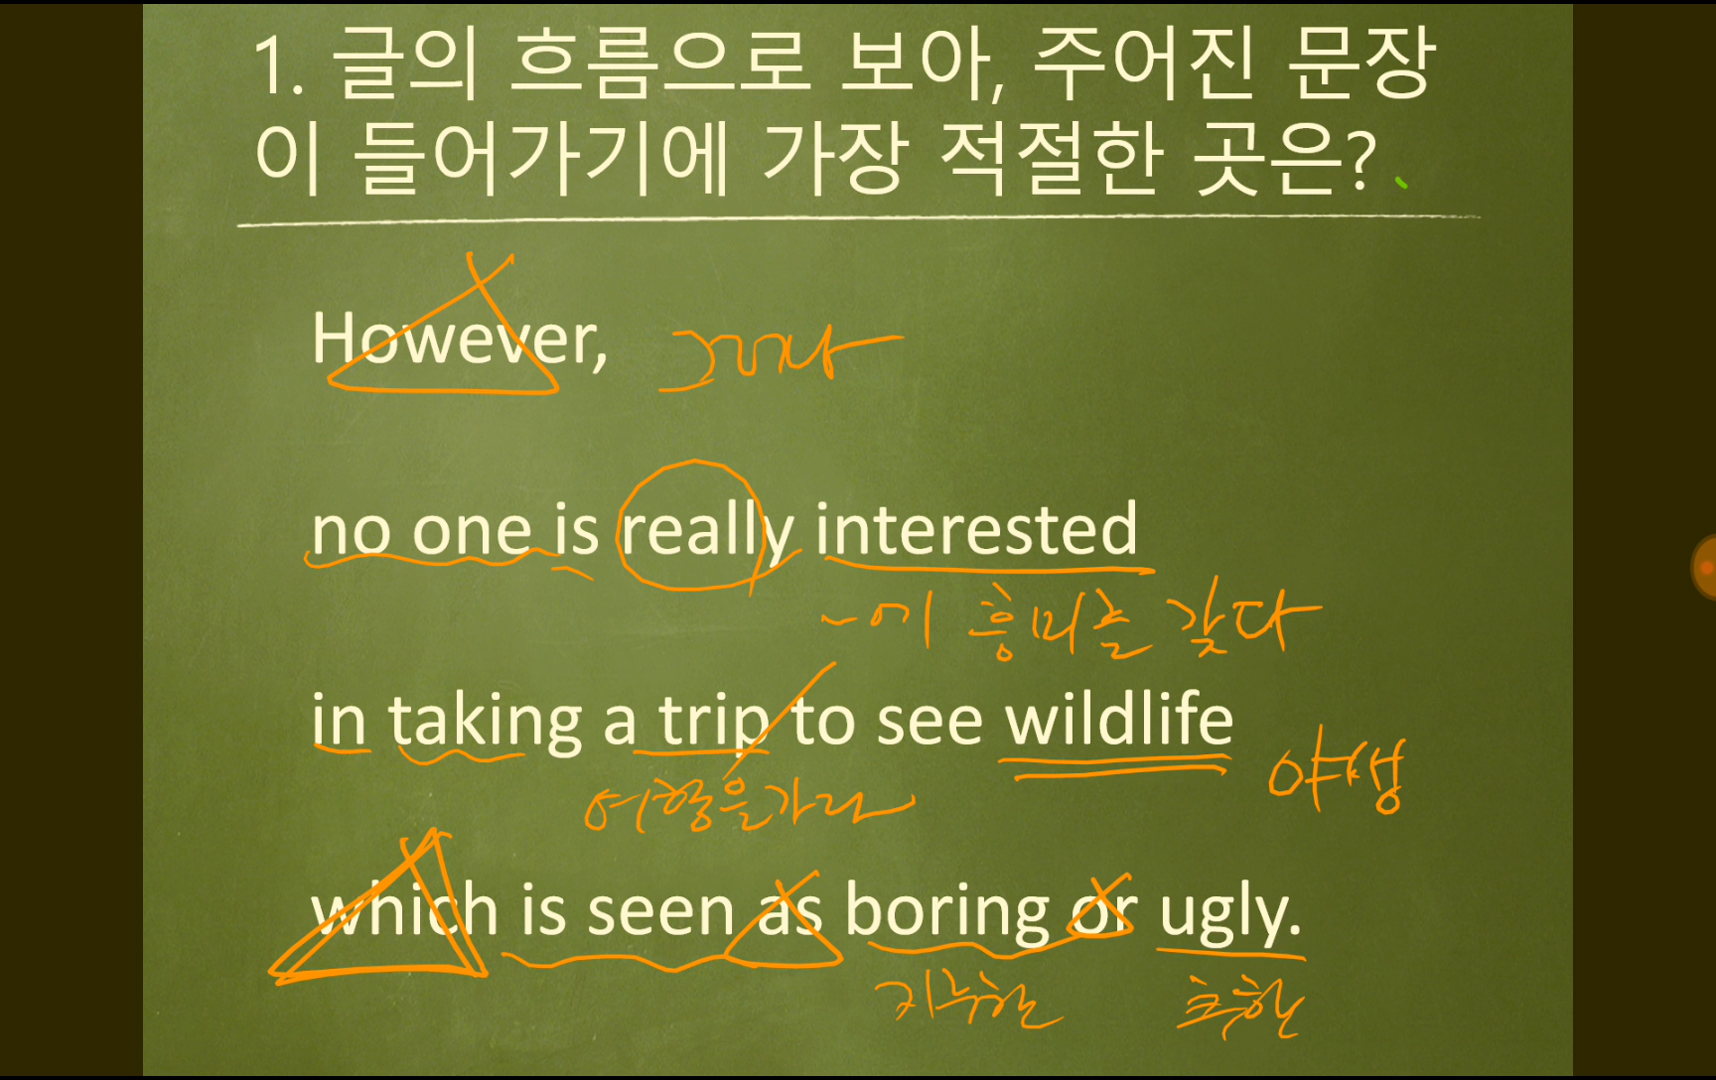 1. 글의 흐름으로 보아, 주어진 문장
이 들어가기에 가장 적절한 곳은?
However, 그러나
no one is really interested
~에 흥미를 갖다
in taking a trip to see wildlife 야생
여행을가다
which is seen as boring or ugly.
지루한 추한